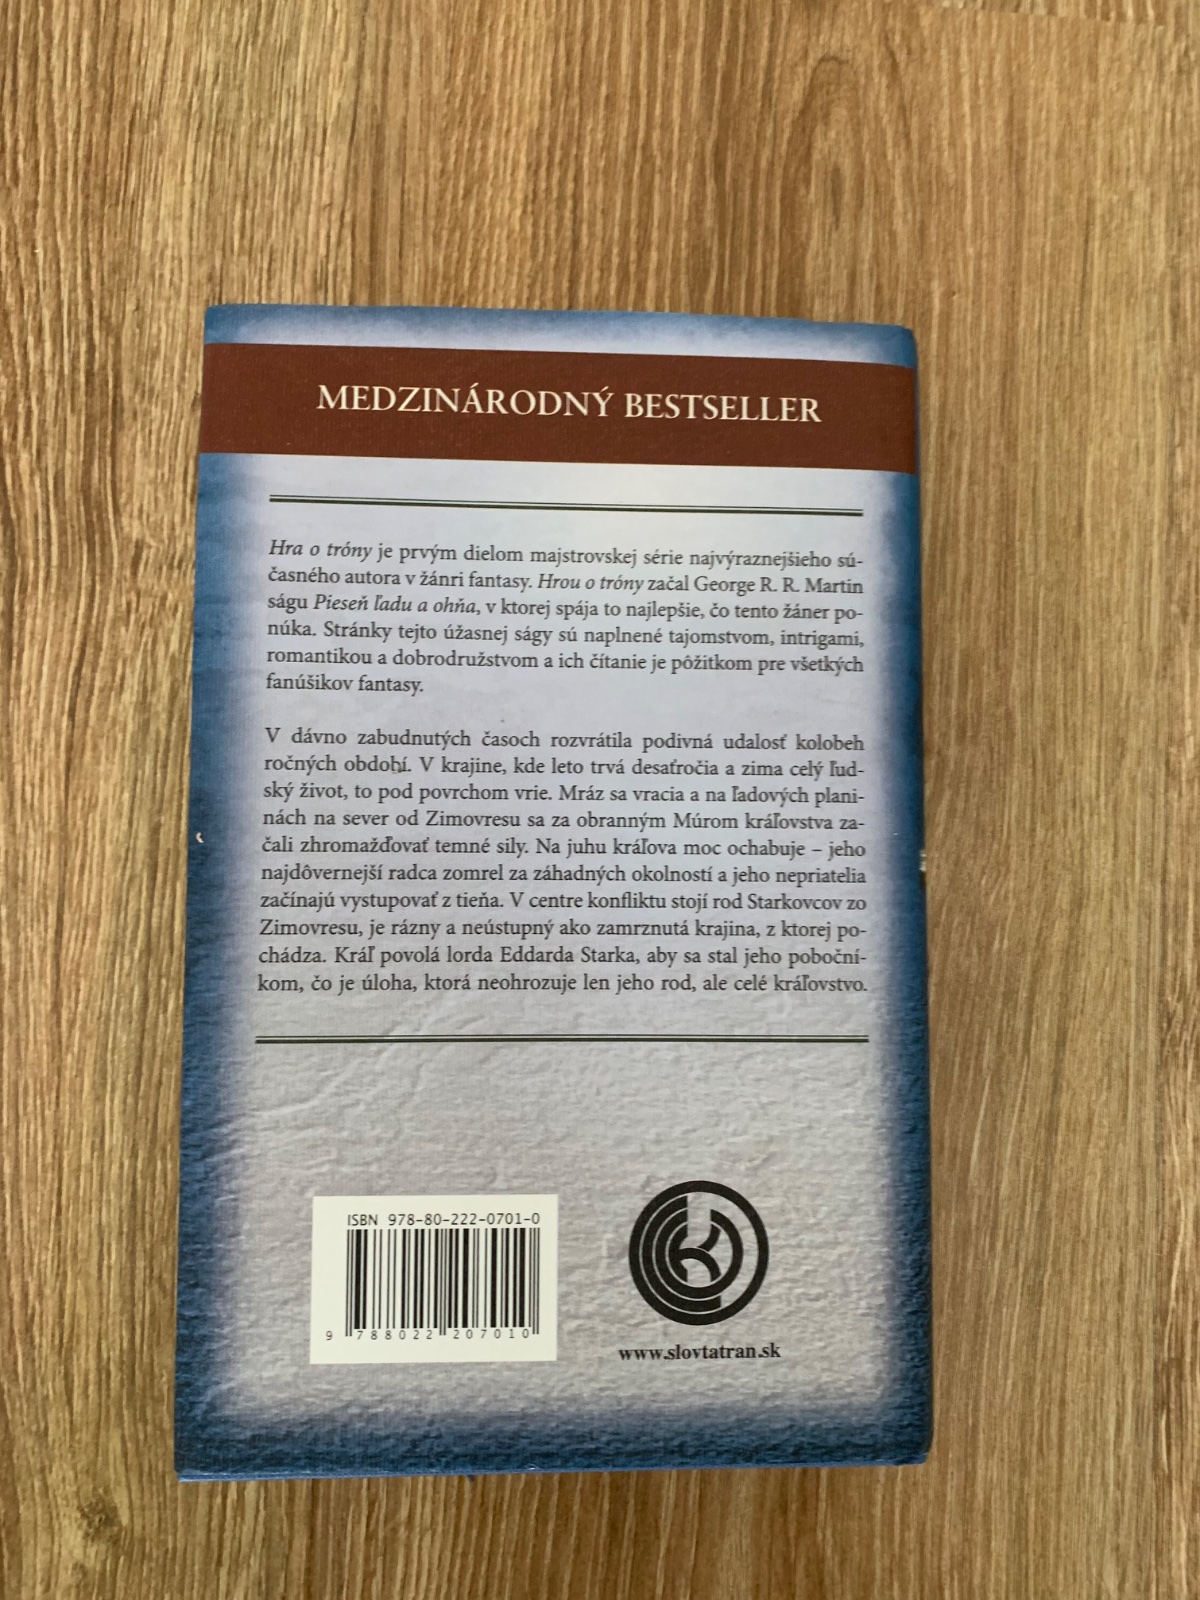 MEDZINÁRODNÝ BESTSELLER
Hra o tróny je prvým dielom majstrovskej série najvýraznejšieho sú-
časného autora v žánri fantasy. Hrou o tróny začal George R. R. Martin
ságu Pieseň ľadu a ohňa, v ktorej spája to najlepšie, čo tento žáner po-
núka. Stránky tejto úžasnej ságy sú naplnené tajomstvom, intrigami,
romantikou a dobrodružstvom a ich čítanie je pôžitkom pre všetkých
fanúšikov fantasy.
V dávno zabudnutých časoch rozvrátila podivná udalosť kolobeh
ročných období. V krajine, kde leto trvá desaťročia a zima celý ľud-
ský život, to pod povrchom vrie. Mráz sa vracia a na ľadových plani-
nách na sever od Zimovresu sa za obranným Múrom kráľovstva za-
čali zhromažďovať temné sily. Na juhu kráľova moc ochabuje – jeho
najdôvernejší radca zomrel za záhadných okolností a jeho nepriatelia
začínajú vystupovať z tieňa. V centre konfliktu stojí rod Starkovcov zo
Zimovresu, je rázny a neústupný ako zamrznutá krajina, z ktorej po-
chádza. Kráľ povolá lorda Eddarda Starka, aby sa stal jeho poboční-
kom, čo je úloha, ktorá neohrozuje len jeho rod, ale celé kráľovstvo.
ISBN 978-80-222-0701-0
9 788022 207010
www.slovtatran.sk